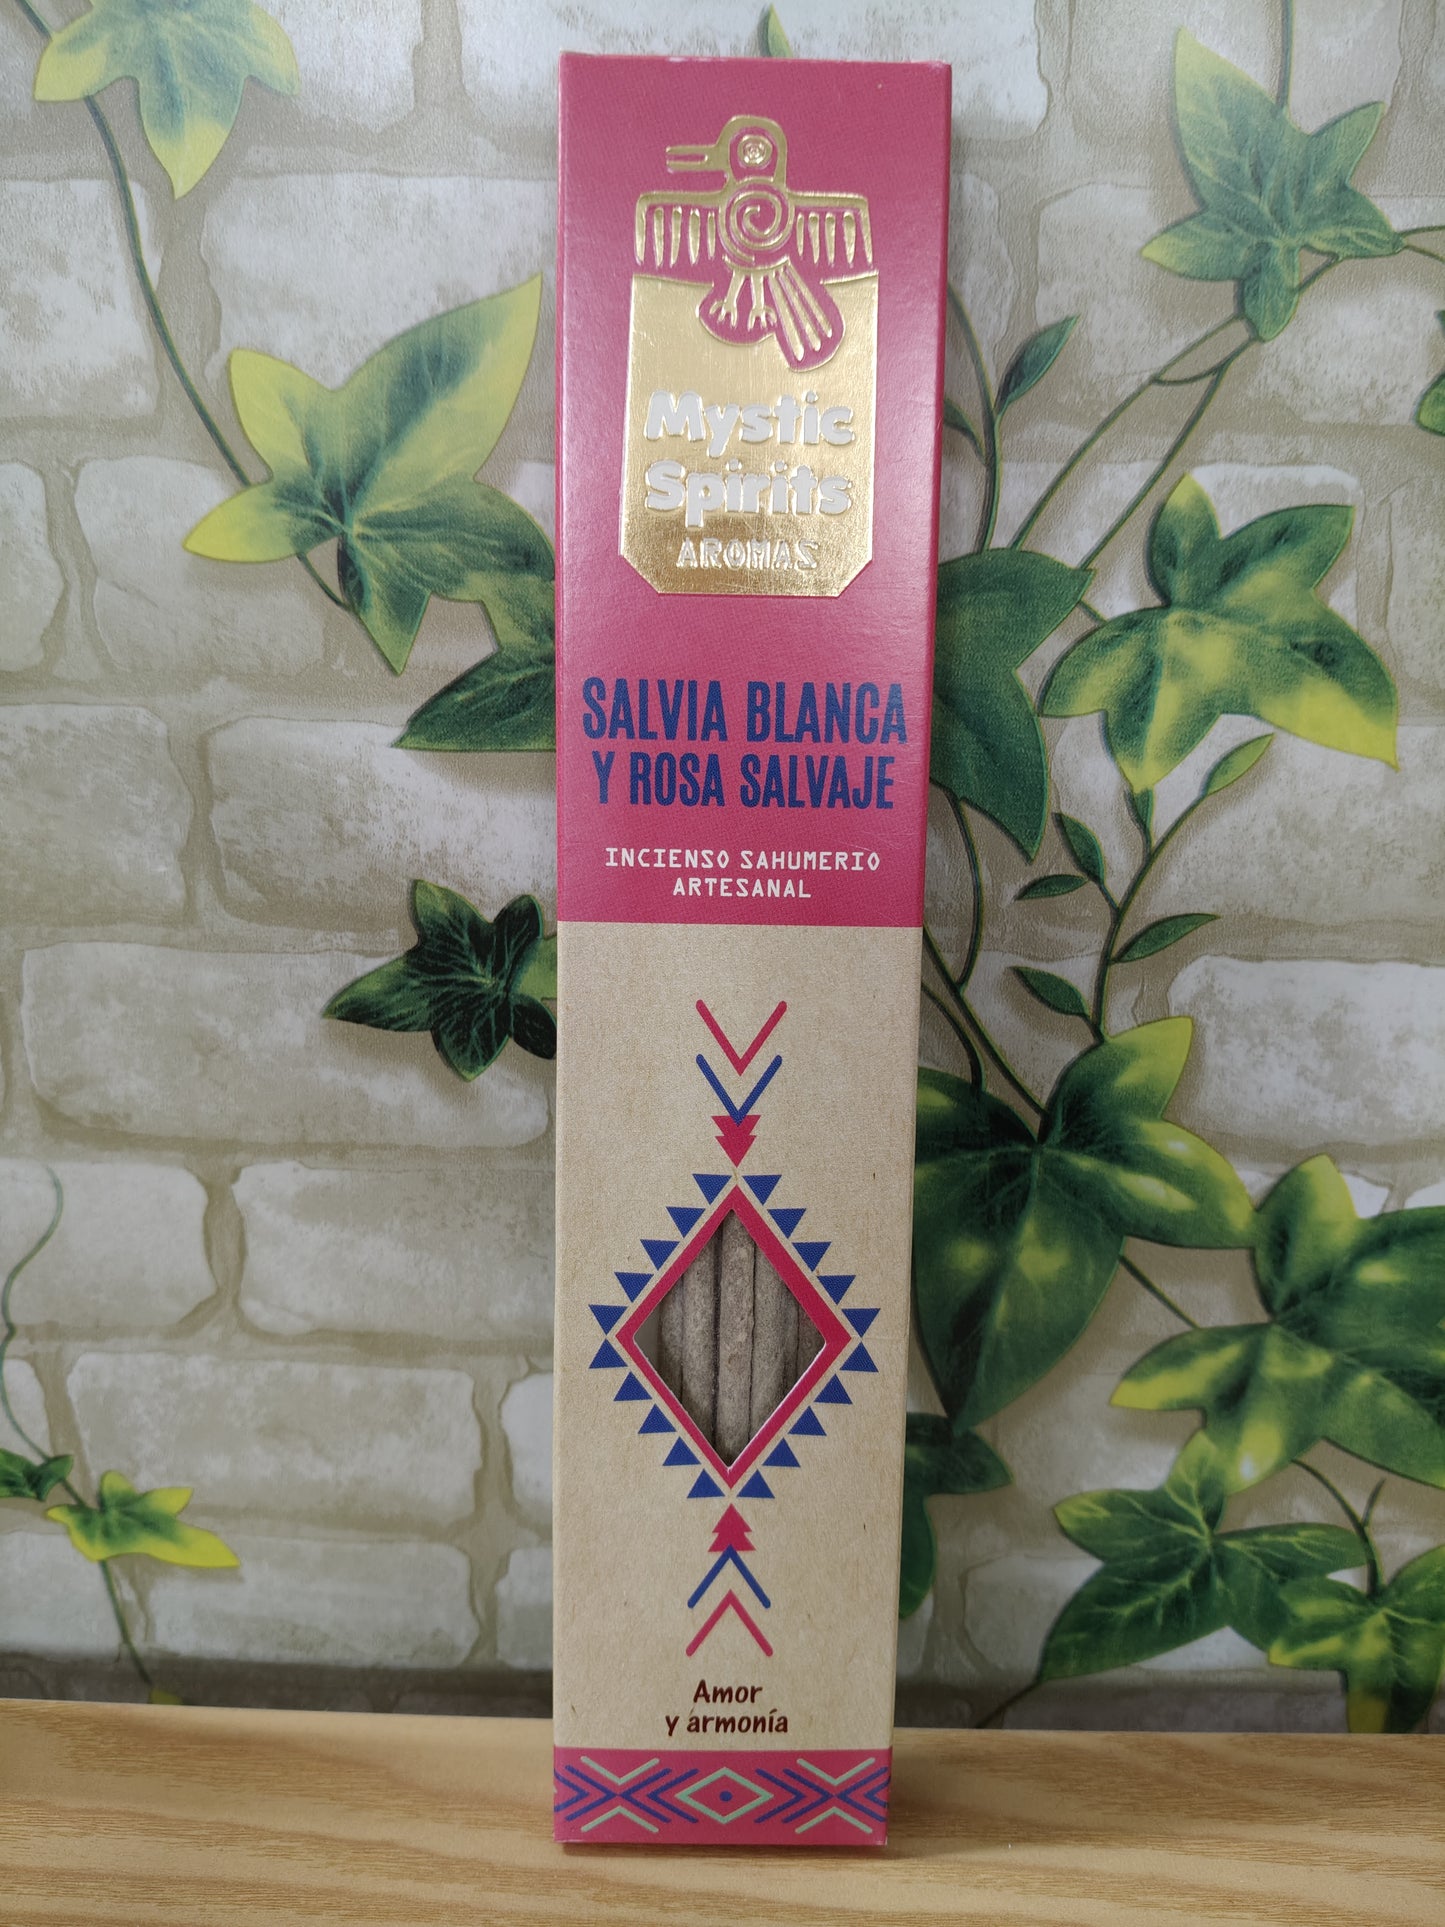 Mystic
Spirits
AROMAS
SALVIA BLANCA
Y ROSA SALVAJE
INCIENSO SAHUMERIO
ARTESANAL
Amor
y armonía